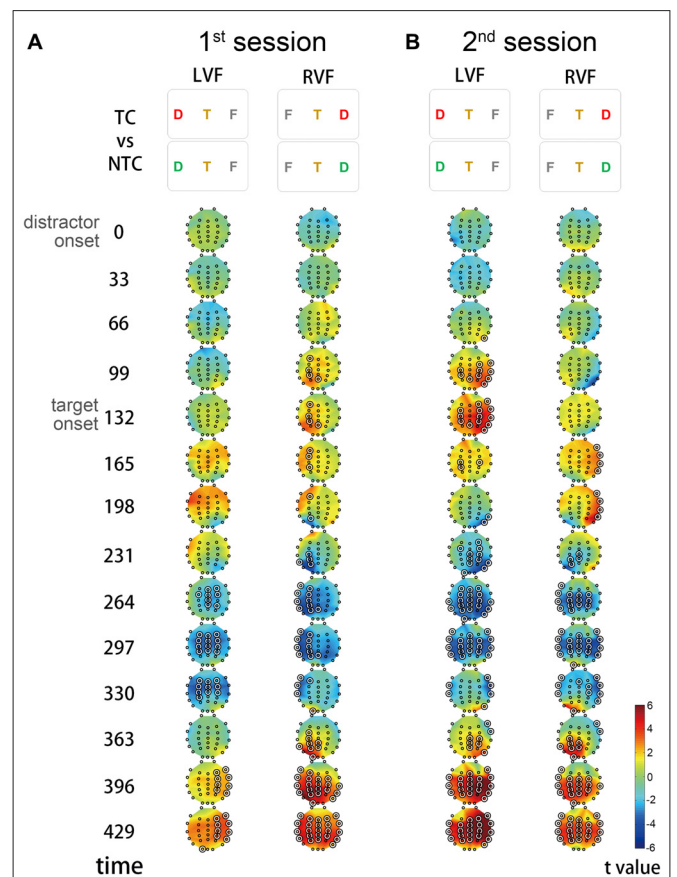 A 1st session B 2nd session
LVF RVF LVF RVF
TC D T F F T D D T F F T D
vs
NTC D T F F T D D T F F T D
distractor
onset 0
33
66
99
target
onset 132
165
198
231
264
297
330
363
396
429
time
6
4
2
0
-2
-4
-6
t value